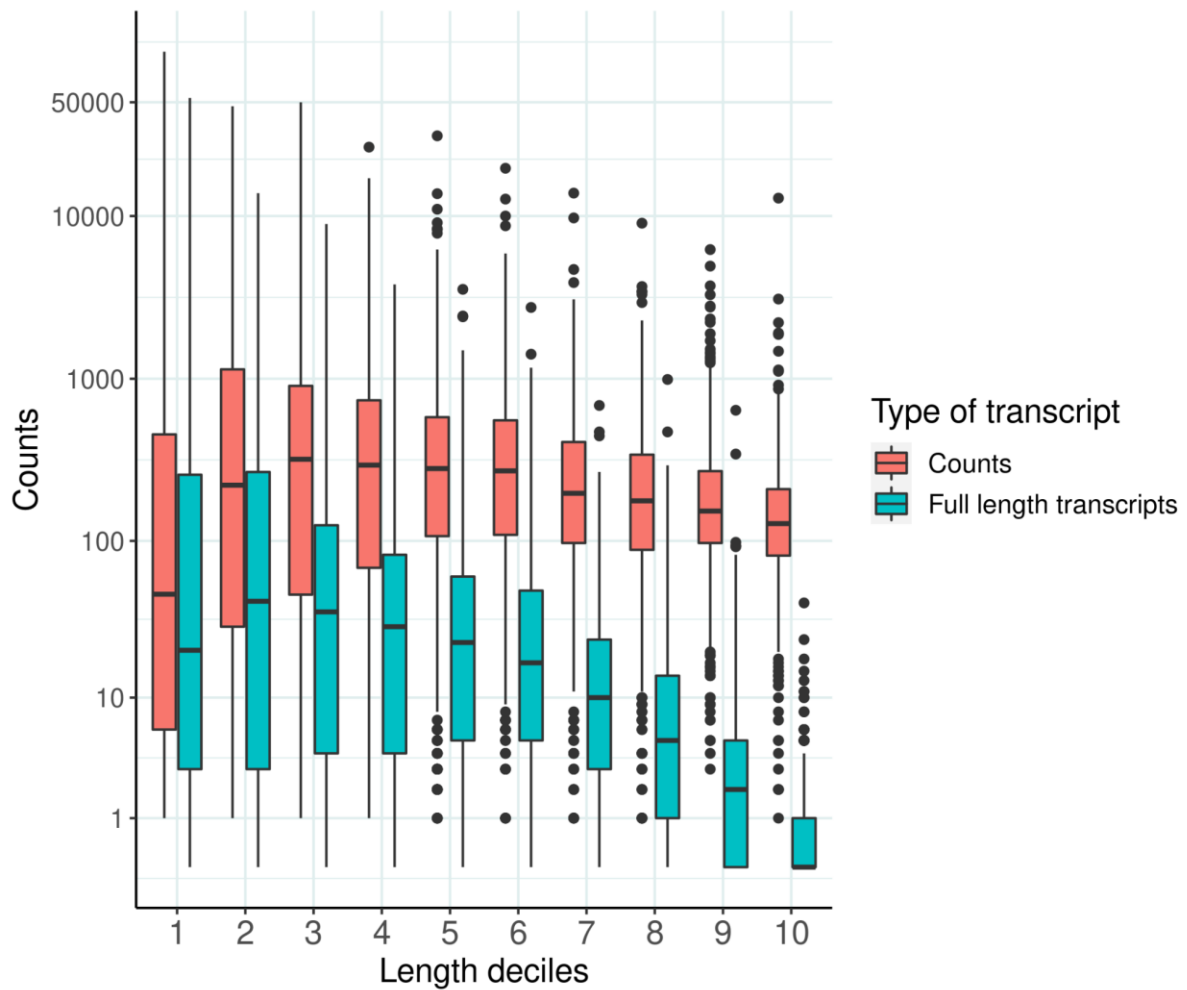 50000
10000
1000
100
10
1
Counts
1 2 3 4 5 6 7 8 9 10
Length deciles
Type of transcript
Counts
Full length transcripts